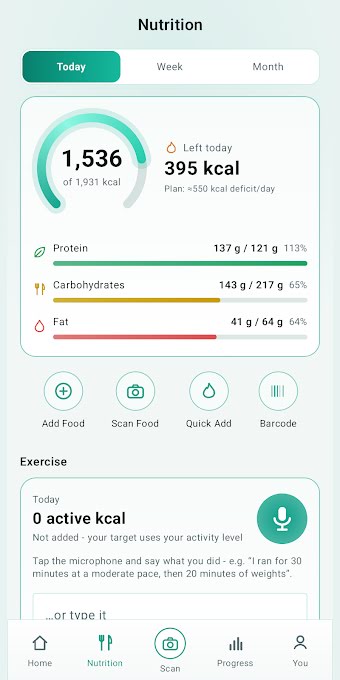 Nutrition
Today
Week
Month
1,536
of 1,931 kcal
Left today
395 kcal
Plan: ≈550 kcal deficit/day
Protein
137 g / 121 g 113%
Carbohydrates
143 g / 217 g 65%
Fat
41 g / 64 g 64%
Add Food
Scan Food
Quick Add
Barcode
Exercise
Today
0 active kcal
Not added - your target uses your activity level
Tap the microphone and say what you did - e.g. “I ran for 30
minutes at a moderate pace, then 20 minutes of weights”.
...or type it
Home
Nutrition
Scan
Progress
You